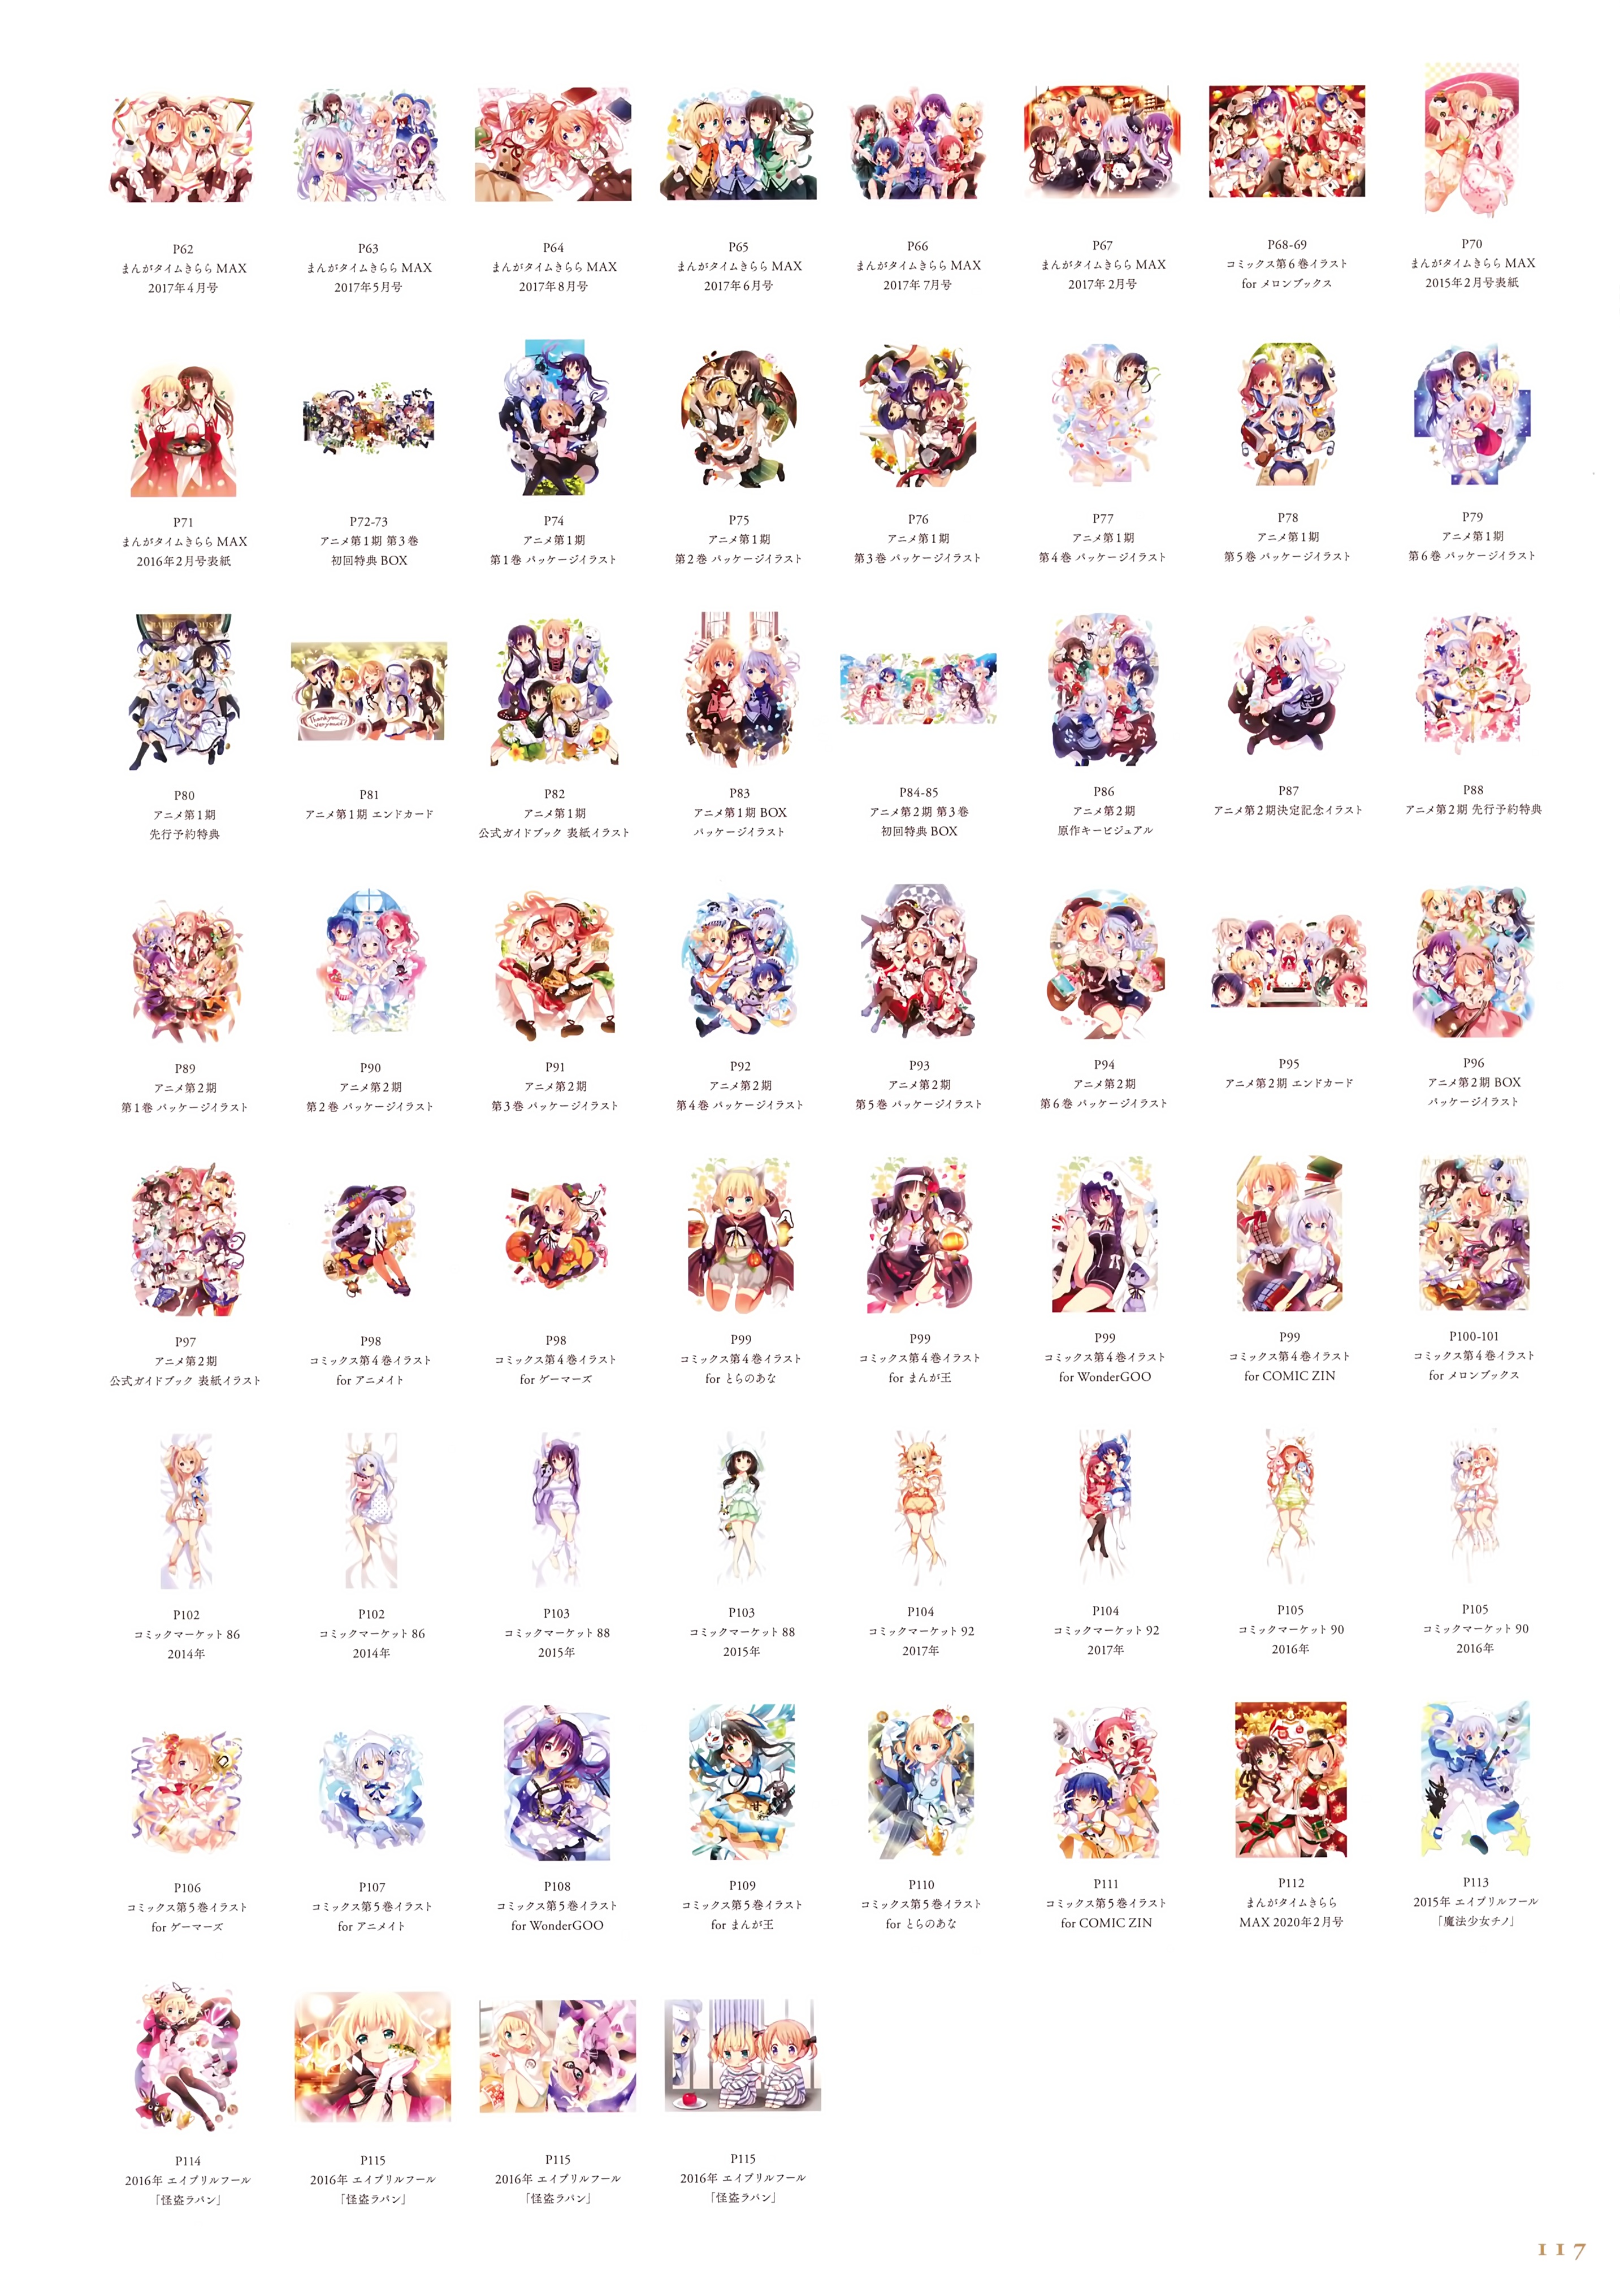 P62
まんがタイムきらら MAX
2017年4月号
P63
まんがタイムきらら MAX
2017年5月号
P64
まんがタイムきらら MAX
2017年8月号
P65
まんがタイムきらら MAX
2017年6月号
P66
まんがタイムきらら MAX
2017年7月号
P67
まんがタイムきらら MAX
2017年2月号
P68-69
コミックス第6巻イラスト
for メロンブックス
P70
まんがタイムきらら MAX
2015年2月号表紙
P71
まんがタイムきらら MAX
2016年2月号表紙
P72-73
アニメ第1期 第3巻
初回特典 BOX
P74
アニメ第1期
第1巻 パッケージイラスト
P75
アニメ第1期
第2巻 パッケージイラスト
P76
アニメ第1期
第3巻 パッケージイラスト
P77
アニメ第1期
第4巻 パッケージイラスト
P78
アニメ第1期
第5巻 パッケージイラスト
P79
アニメ第1期
第6巻 パッケージイラスト
P80
アニメ第1期
先行予約特典
Thank you very much!
P81
アニメ第1期 エンドカード
P82
アニメ第1期
公式ガイドブック 表紙イラスト
P83
アニメ第1期 BOX
パッケージイラスト
P84-85
アニメ第2期 第3巻
初回特典 BOX
P86
アニメ第2期
原作キービジュアル
P87
アニメ第2期決定記念イラスト
P88
アニメ第2期 先行予約特典
P89
アニメ第2期
第1巻 パッケージイラスト
P90
アニメ第2期
第2巻 パッケージイラスト
P91
アニメ第2期
第3巻 パッケージイラスト
P92
アニメ第2期
第4巻 パッケージイラスト
P93
アニメ第2期
第5巻 パッケージイラスト
P94
アニメ第2期
第6巻 パッケージイラスト
P95
アニメ第2期 エンドカード
P96
アニメ第2期 BOX
パッケージイラスト
P97
アニメ第2期
公式ガイドブック 表紙イラスト
P98
コミックス第4巻イラスト
for アニメイト
P98
コミックス第4巻イラスト
for ゲーマーズ
P99
コミックス第4巻イラスト
for とらのあな
P99
コミックス第4巻イラスト
for まんが王
P99
コミックス第4巻イラスト
for WonderGOO
P99
コミックス第4巻イラスト
for COMIC ZIN
P100-101
コミックス第4巻イラスト
for メロンブックス
P102
コミックマーケット 86
2014年
P102
コミックマーケット 86
2014年
P103
コミックマーケット 88
2015年
P103
コミックマーケット 88
2015年
P104
コミックマーケット 92
2017年
P104
コミックマーケット 92
2017年
P105
コミックマーケット 90
2016年
P105
コミックマーケット 90
2016年
P106
コミックス第5巻イラスト
for ゲーマーズ
P107
コミックス第5巻イラスト
for アニメイト
P108
コミックス第5巻イラスト
for WonderGOO
P109
コミックス第5巻イラスト
for まんが王
P110
コミックス第5巻イラスト
for とらのあな
P111
コミックス第5巻イラスト
for COMIC ZIN
P112
まんがタイムきらら
MAX 2020年2月号
P113
2015年 エイプリルフール
「魔法少女チノ」
P114
2016年 エイプリルフール
「怪盗ラパン」
P115
2016年 エイプリルフール
「怪盗ラパン」
P115
2016年 エイプリルフール
「怪盗ラパン」
P115
2016年 エイプリルフール
「怪盗ラパン」
117